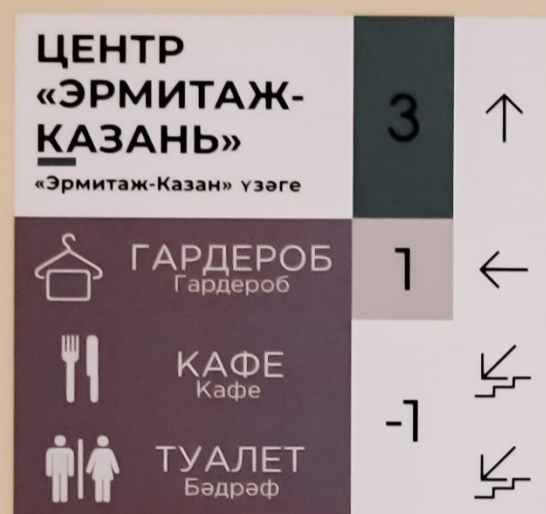 ЦЕНТР
«ЭРМИТАЖ-
КАЗАНЬ»
«Эрмитаж-Казан» үзәге
3
ГАРДЕРОБ
Гардероб
1
КАФЕ
Кафе
-1
ТУАЛЕТ
Бәдрәф